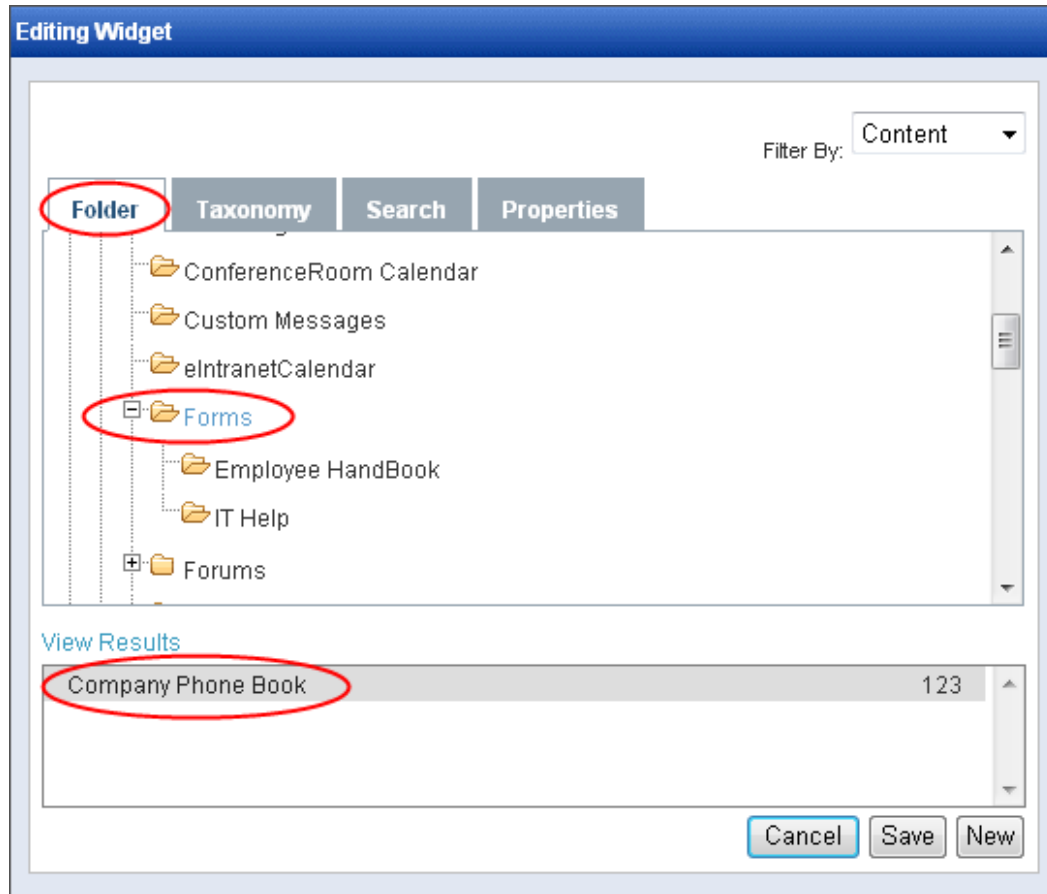 Editing Widget
Filter By: Content
Folder Taxonomy Search Properties
ConferenceRoom Calendar
Custom Messages
eIntranetCalendar
Forms
Employee HandBook
IT Help
Forums
View Results
Company Phone Book 123
Cancel Save New